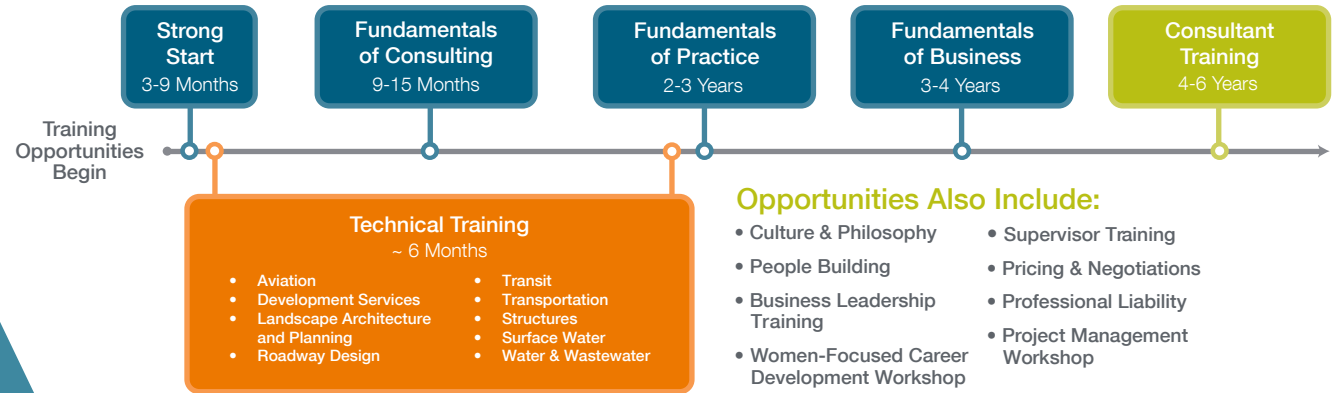 Strong
Start
3-9 Months
Fundamentals
of Consulting
9-15 Months
Fundamentals
of Practice
2-3 Years
Fundamentals
of Business
3-4 Years
Consultant
Training
4-6 Years
Training
Opportunities
Begin
Technical Training
~ 6 Months
• Aviation
• Development Services
• Landscape Architecture
and Planning
• Roadway Design
• Transit
• Transportation
• Structures
• Surface Water
• Water & Wastewater
Opportunities Also Include:
• Culture & Philosophy
• People Building
• Business Leadership
Training
• Women-Focused Career
Development Workshop
• Supervisor Training
• Pricing & Negotiations
• Professional Liability
• Project Management
Workshop